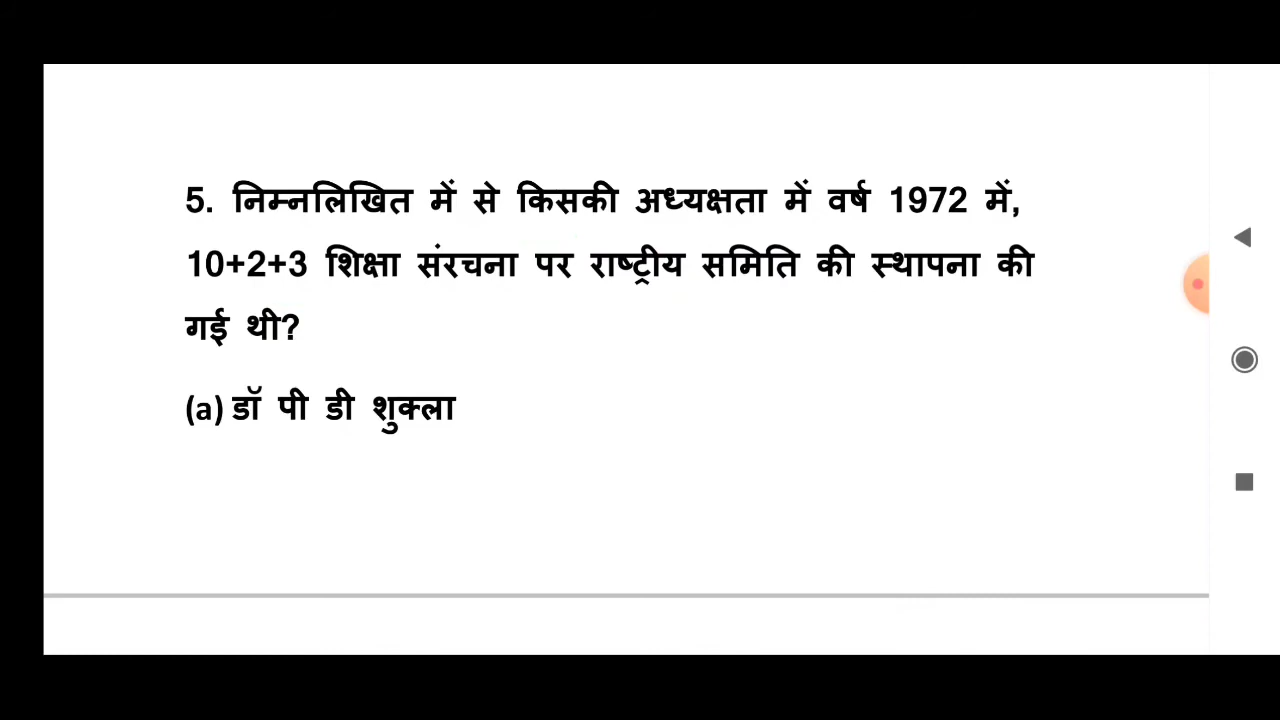 5. निम्नलिखित में से किसकी अध्यक्षता में वर्ष 1972 में,
10+2+3 शिक्षा संरचना पर राष्ट्रीय समिति की स्थापना की
गई थी?
(a) डॉ पी डी शुक्ला